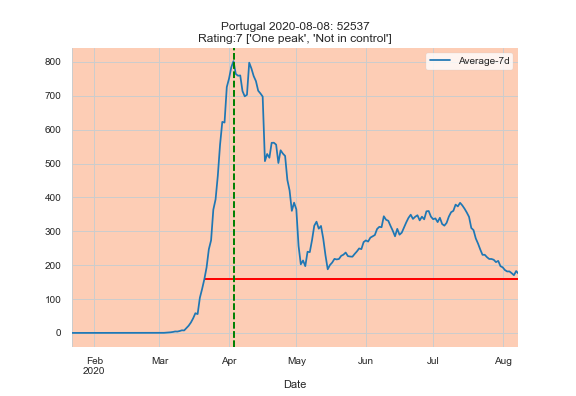 Portugal 2020-08-08: 52537
Rating:7 ['One peak', 'Not in control']
Average-7d
800
700
600
500
400
300
200
100
0
Feb
2020
Mar
Apr
May
Jun
Jul
Aug
Date